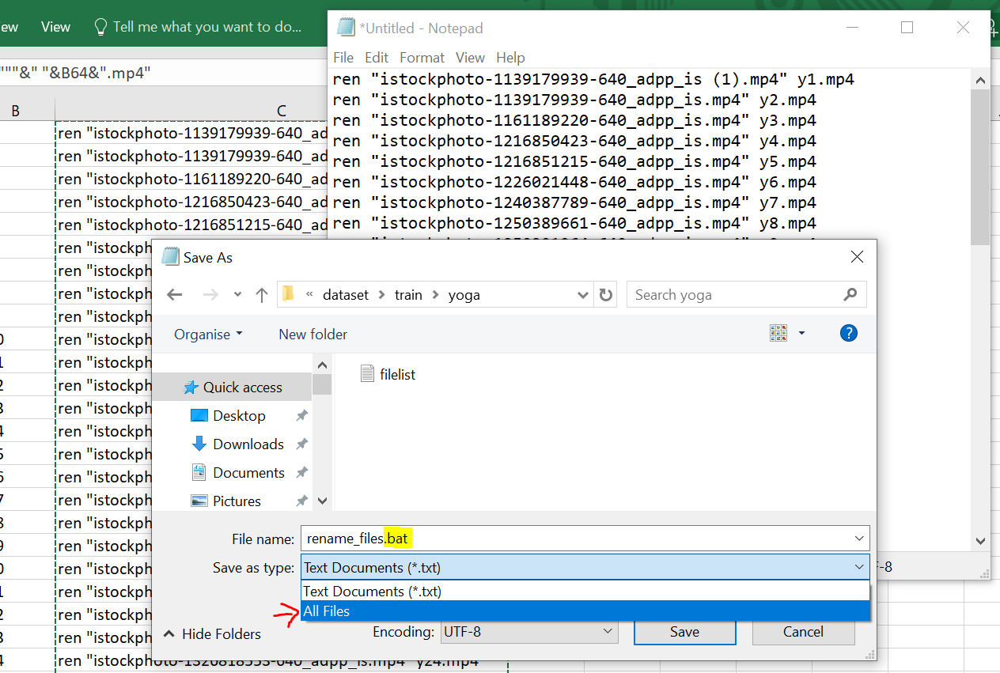 ew View Tell me what you want to do...
*Untitled - Notepad
File Edit Format View Help
"""&" "&B64&".mp4"
B C
ren "istockphoto-1139179939-640_adpp_is (1).mp4" y1.mp4
ren "istockphoto-1139179939-640_adpp_is.mp4" y2.mp4
ren "istockphoto-1161189220-640_adpp_is.mp4" y3.mp4
ren "istockphoto-1216850423-640_adpp_is.mp4" y4.mp4
ren "istockphoto-1216851215-640_adpp_is.mp4" y5.mp4
ren "istockphoto-1226021448-640_adpp_is.mp4" y6.mp4
ren "istockphoto-1240387789-640_adpp_is.mp4" y7.mp4
ren "istockphoto-1250389661-640_adpp_is.mp4" y8.mp4
ren "istockphoto-1139179939-640_ad
ren "istockphoto-1139179939-640_ad
ren "istockphoto-1161189220-640_ad
ren "istockphoto-1216850423-640_ad
ren "istockphoto-1216851215-640_ad
ren "istockph
ren "istockph
ren "istockph
ren "istockph
0 ren "istockph
1 ren "istockph
2 ren "istockph
3 ren "istockph
4 ren "istockph
5 ren "istockph
6 ren "istockph
7 ren "istockph
8 ren "istockph
9 ren "istockph
0 ren "istockph
1 ren "istockph
2 ren "istockph
3 ren "istockph
4 ren "istockphoto-1326818553-640_adpp_is.mp4" y24.mp4
Save As
« dataset > train > yoga
Search yoga
Organise New folder
?
Quick access
Desktop
Downloads
Documents
Pictures
filelist
File name: rename_files.bat
Save as type: Text Documents (*.txt)
Text Documents (*.txt)
All Files
Hide Folders
Encoding: UTF-8
Save Cancel
F-8